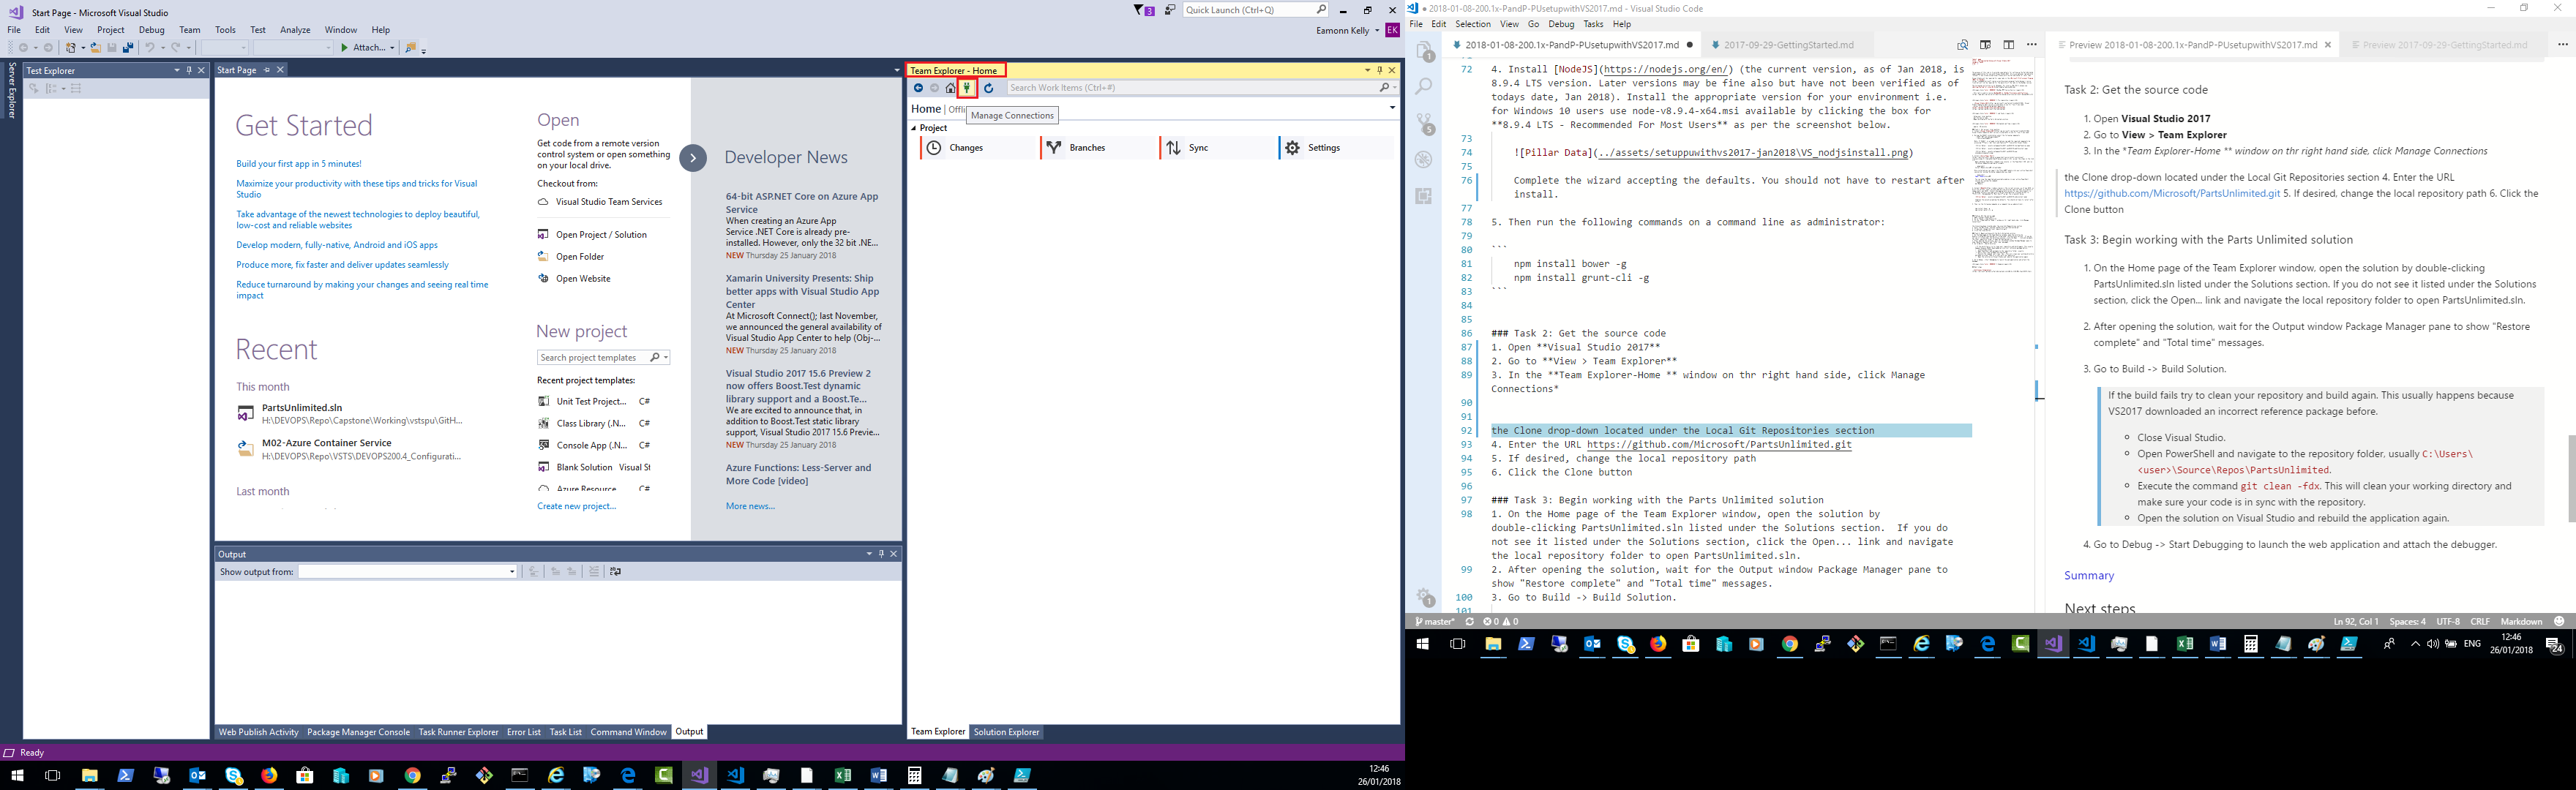 Start Page - Microsoft Visual Studio
3
Quick Launch (Ctrl+Q)
File Edit View Project Debug Team Tools Test Analyze Window Help
Eamonn Kelly EK
Attach...
Server Explorer
Test Explorer
Start Page
Get Started
Build your first app in 5 minutes!
Maximize your productivity with these tips and tricks for Visual
Studio
Take advantage of the newest technologies to deploy beautiful,
low-cost and reliable websites
Develop modern, fully-native, Android and iOS apps
Produce more, fix faster and deliver updates seamlessly
Reduce turnaround by making your changes and seeing real time
impact
Recent
This month
PartsUnlimited.sln
H:\DEVOPS\Repo\Capstone\Working\vstspu\GitH...
M02-Azure Container Service
H:\DEVOPS\Repo\VSTS\DEVOPS200.4_Configurati...
Last month
Open
Get code from a remote version
control system or open something
on your local drive.
Checkout from:
Visual Studio Team Services
Open Project / Solution
Open Folder
Open Website
New project
Search project templates
Recent project templates:
Unit Test Project... C#
Class Library (.N... C#
Console App (.N... C#
Blank Solution Visual St
Azure Resource C#
Create new project...
Developer News
64-bit ASP.NET Core on Azure App
Service
When creating an Azure App
Service .NET Core is already pre-
installed. However, only the 32 bit .NE...
NEW Thursday 25 January 2018
Xamarin University Presents: Ship
better apps with Visual Studio App
Center
At Microsoft Connect(); last November,
we announced the general availability of
Visual Studio App Center to help (Obj-...
NEW Thursday 25 January 2018
Visual Studio 2017 15.6 Preview 2
now offers Boost.Test dynamic
library support and a Boost.Te...
We are excited to announce that, in
addition to Boost.Test static library
support, Visual Studio 2017 15.6 Previe...
NEW Thursday 25 January 2018
Azure Functions: Less-Server and
More Code [video]
More news...
Output
Show output from:
Web Publish Activity Package Manager Console Task Runner Explorer Error List Task List Command Window Output
Team Explorer - Home
Search Work Items (Ctrl+#)
Home | Offli
Manage Connections
Project
Changes Branches Sync Settings
Team Explorer Solution Explorer
Ready
12:46
26/01/2018
2018-01-08-200.1x-PandP-PUsetupwithVS2017.md - Visual Studio Code
File Edit Selection View Go Debug Tasks Help
2018-01-08-200.1x-PandP-PUsetupwithVS2017.md 2017-09-29-GettingStarted.md
1
5
1
72 4. Install [NodeJS](https://nodejs.org/en/) (the current version, as of Jan 2018, is
8.9.4 LTS version. Later versions may be fine also but have not been verified as of
todays date, Jan 2018). Install the appropriate version for your environment i.e.
for Windows 10 users use node-v8.9.4-x64.msi available by clicking the box for
**8.9.4 LTS - Recommended For Most Users** as per the screenshot below.
73
74 ![Pillar Data](../assets/setuppuwithvs2017-jan2018\VS_nodjsinstall.png)
75
76 Complete the wizard accepting the defaults. You should not have to restart after
install.
77
78 5. Then run the following commands on a command line as administrator:
79
80 ```
81 npm install bower -g
82 npm install grunt-cli -g
83 ```
84
85
86 ### Task 2: Get the source code
87 1. Open **Visual Studio 2017**
88 2. Go to **View > Team Explorer**
89 3. In the **Team Explorer-Home ** window on thr right hand side, click Manage
Connections*
90
91
92 the Clone drop-down located under the Local Git Repositories section
93 4. Enter the URL https://github.com/Microsoft/PartsUnlimited.git
94 5. If desired, change the local repository path
95 6. Click the Clone button
96
97 ### Task 3: Begin working with the Parts Unlimited solution
98 1. On the Home page of the Team Explorer window, open the solution by
double-clicking PartsUnlimited.sln listed under the Solutions section. If you do
not see it listed under the Solutions section, click the Open... link and navigate
the local repository folder to open PartsUnlimited.sln.
99 2. After opening the solution, wait for the Output window Package Manager pane to
show "Restore complete" and "Total time" messages.
100 3. Go to Build -> Build Solution.
101
Preview 2018-01-08-200.1x-PandP-PUsetupwithVS2017.md Preview 2017-09-29-GettingStarted.md
Task 2: Get the source code
1. Open Visual Studio 2017
2. Go to View > Team Explorer
3. In the *Team Explorer-Home ** window on thr right hand side, click Manage Connections
the Clone drop-down located under the Local Git Repositories section 4. Enter the URL
https://github.com/Microsoft/PartsUnlimited.git 5. If desired, change the local repository path 6. Click the
Clone button
Task 3: Begin working with the Parts Unlimited solution
1. On the Home page of the Team Explorer window, open the solution by double-clicking
PartsUnlimited.sln listed under the Solutions section. If you do not see it listed under the Solutions
section, click the Open... link and navigate the local repository folder to open PartsUnlimited.sln.
2. After opening the solution, wait for the Output window Package Manager pane to show "Restore
complete" and "Total time" messages.
3. Go to Build -> Build Solution.
If the build fails try to clean your repository and build again. This usually happens because
VS2017 downloaded an incorrect reference package before.
Close Visual Studio.
Open PowerShell and navigate to the repository folder, usually C:\Users\
<user>\Source\Repos\PartsUnlimited.
Execute the command git clean -fdx. This will clean your working directory and
make sure your code is in sync with the repository.
Open the solution on Visual Studio and rebuild the application again.
4. Go to Debug -> Start Debugging to launch the web application and attach the debugger.
Summary
Next steps
master* 0 0
Ln 92, Col 1 Spaces: 4 UTF-8 CRLF Markdown
ENG
12:46
26/01/2018
24